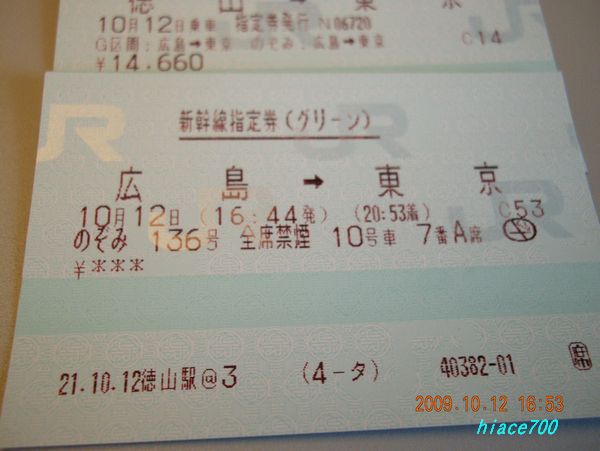 徳 山 → 東 京
10月12日乗車 指定券発行 N06720
G区間:広島→東京 のぞみ:広島→東京 C14
¥14,660
新幹線指定券(グリーン)
広 島 → 東 京
10月12日 (16:44発) (20:53着) C53
のぞみ 136号 全席禁煙 10号車 7番A席
¥***
21.10.12徳山駅@3 (4-タ) 40382-01
2009.10.12 16:53
hiace700